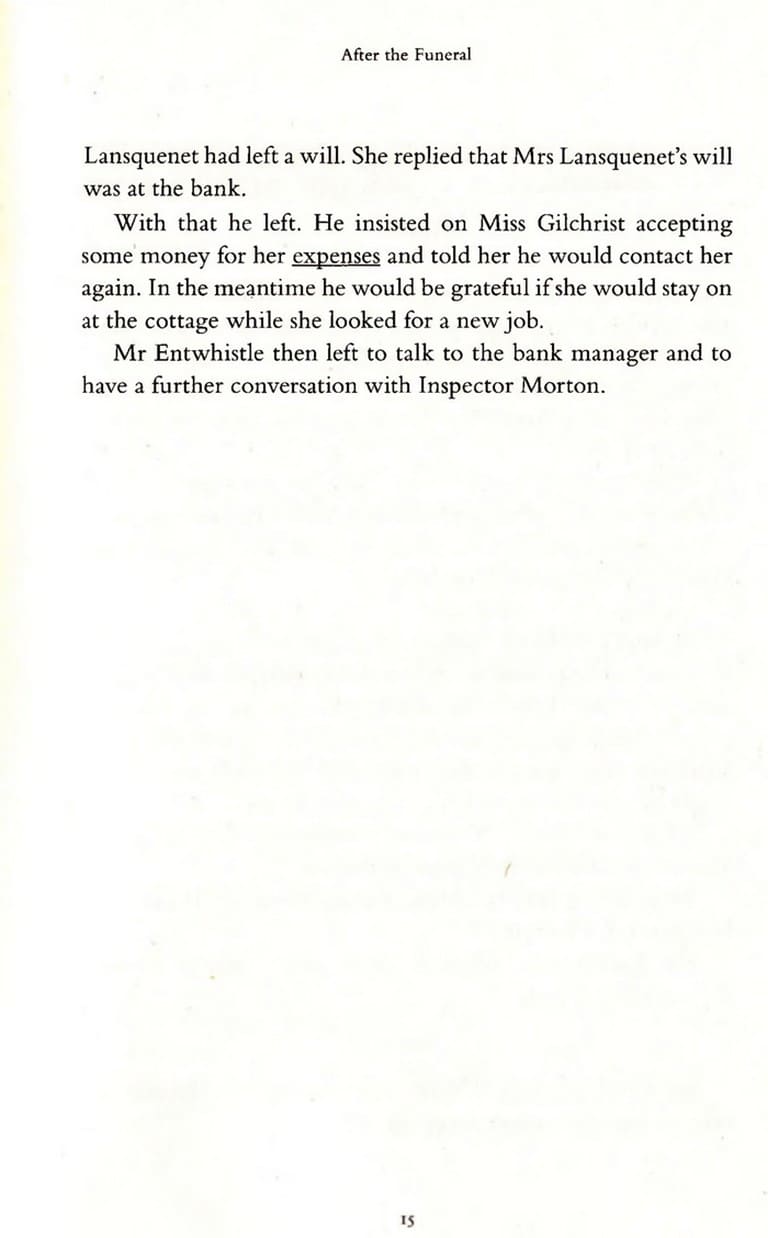 After the Funeral
Lansquenet had left a will. She replied that Mrs Lansquenet's will
was at the bank.
With that he left. He insisted on Miss Gilchrist accepting
some money for her expenses and told her he would contact her
again. In the meantime he would be grateful if she would stay on
at the cottage while she looked for a new job.
Mr Entwhistle then left to talk to the bank manager and to
have a further conversation with Inspector Morton.
15